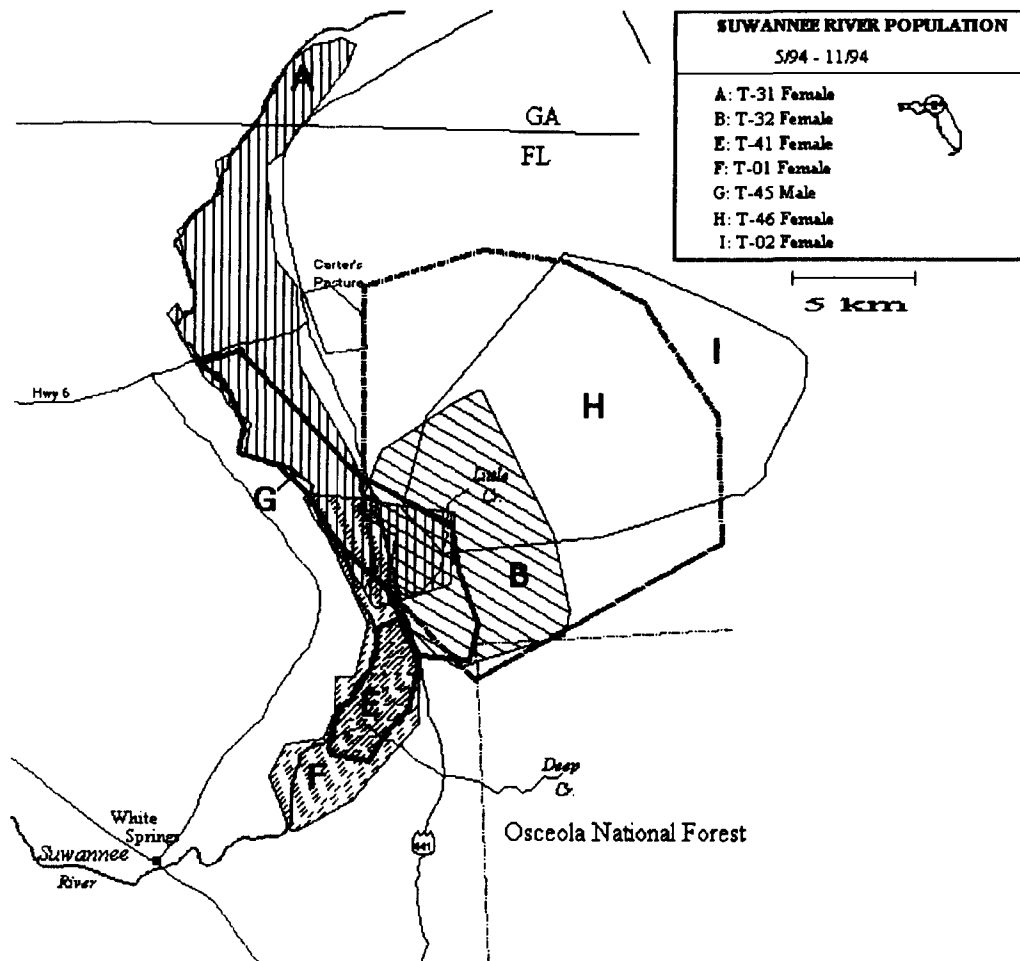 SUWANNEE RIVER POPULATION
5/94 - 11/94
A: T-31 Female
B: T-32 Female
E: T-41 Female
F: T-01 Female
G: T-45 Male
H: T-46 Female
I: T-02 Female
5 km
A
GA
FL
Carter's
Pasture
I
H
Hwy 6
Little
Cr.
G
B
E
F
Deep
Cr.
White
Springs
Osceola National Forest
441
Suwannee
River